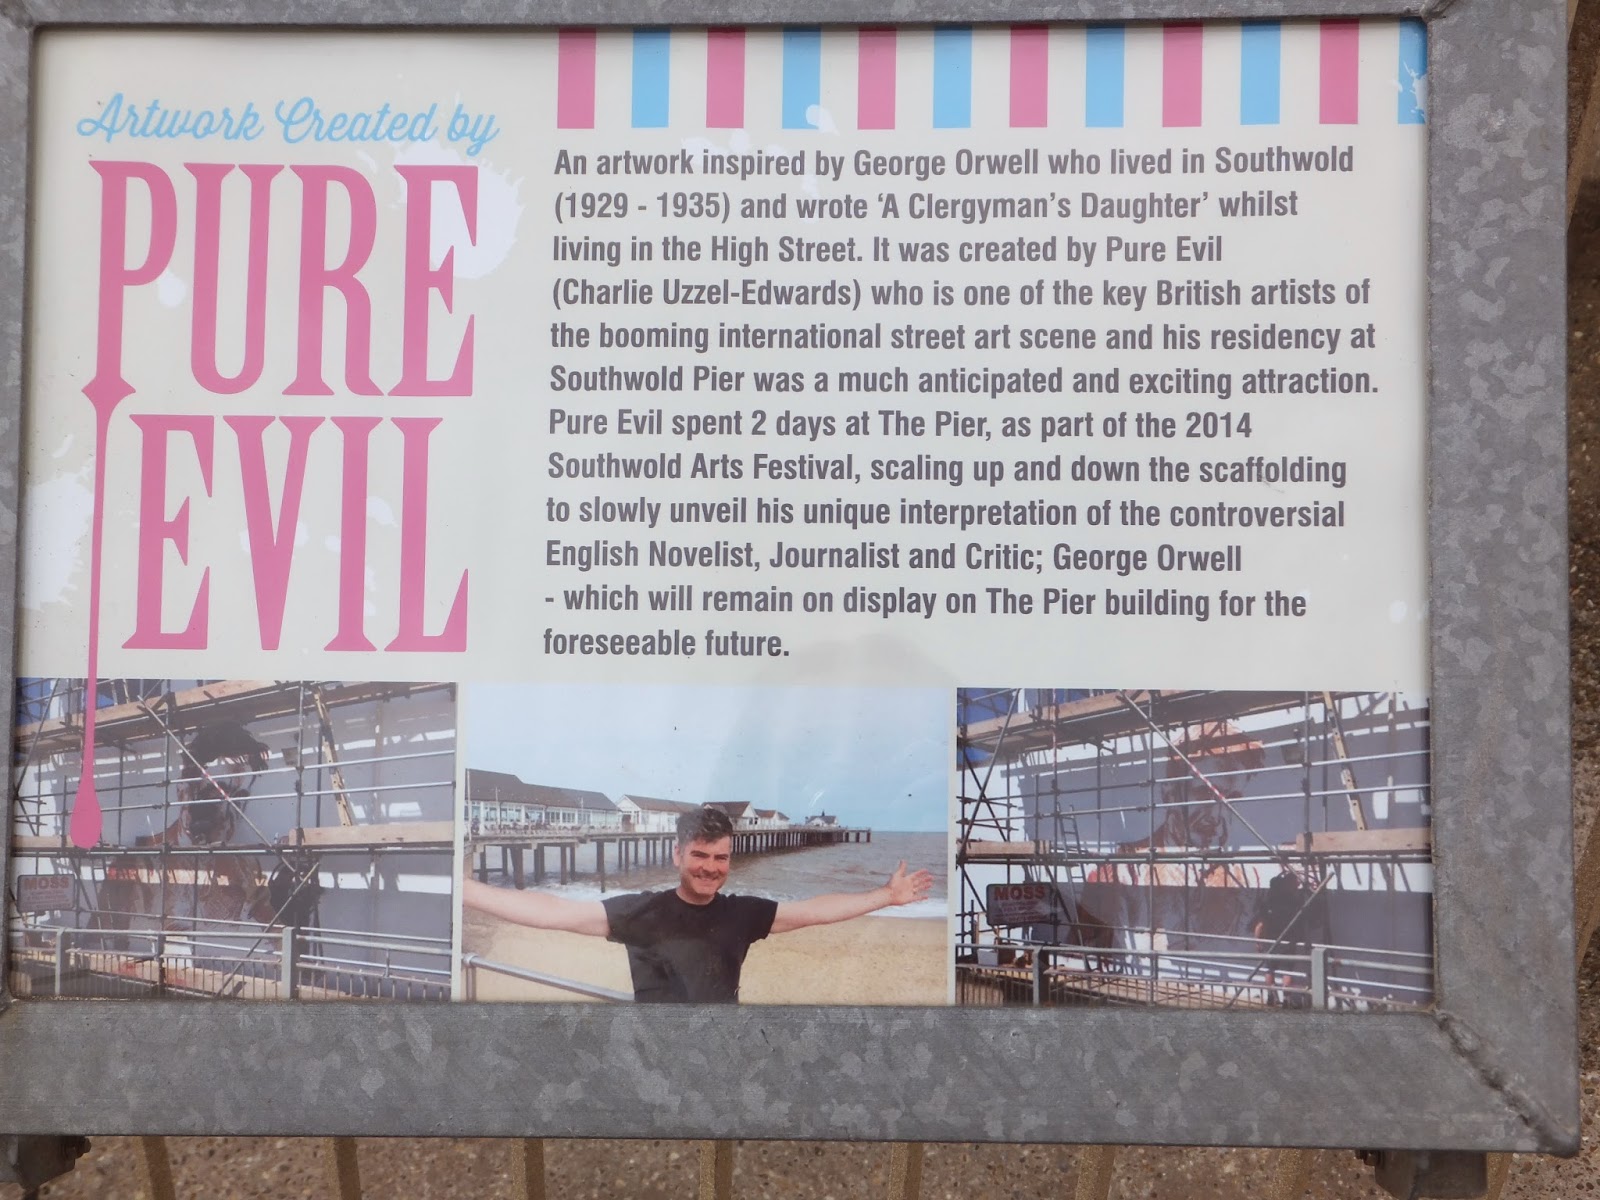 Artwork Created by
PURE
EVIL
An artwork inspired by George Orwell who lived in Southwold
(1929 - 1935) and wrote ‘A Clergyman’s Daughter’ whilst
living in the High Street. It was created by Pure Evil
(Charlie Uzzel-Edwards) who is one of the key British artists of
the booming international street art scene and his residency at
Southwold Pier was a much anticipated and exciting attraction.
Pure Evil spent 2 days at The Pier, as part of the 2014
Southwold Arts Festival, scaling up and down the scaffolding
to slowly unveil his unique interpretation of the controversial
English Novelist, Journalist and Critic; George Orwell
- which will remain on display on The Pier building for the
foreseeable future.
MOSS
MOSS